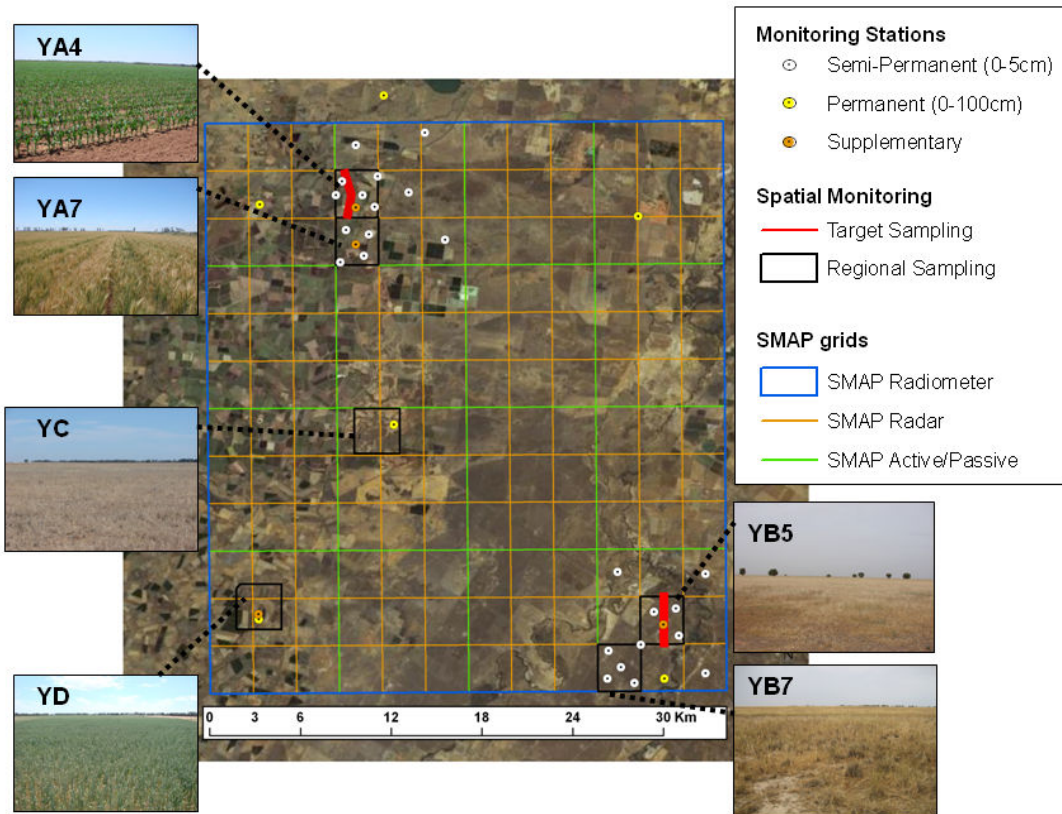 YA4
YA7
YC
YD
YB5
YB7
Monitoring Stations
Semi-Permanent (0-5cm)
Permanent (0-100cm)
Supplementary
Spatial Monitoring
Target Sampling
Regional Sampling
SMAP grids
SMAP Radiometer
SMAP Radar
SMAP Active/Passive
0 3 6 12 18 24 30 Km